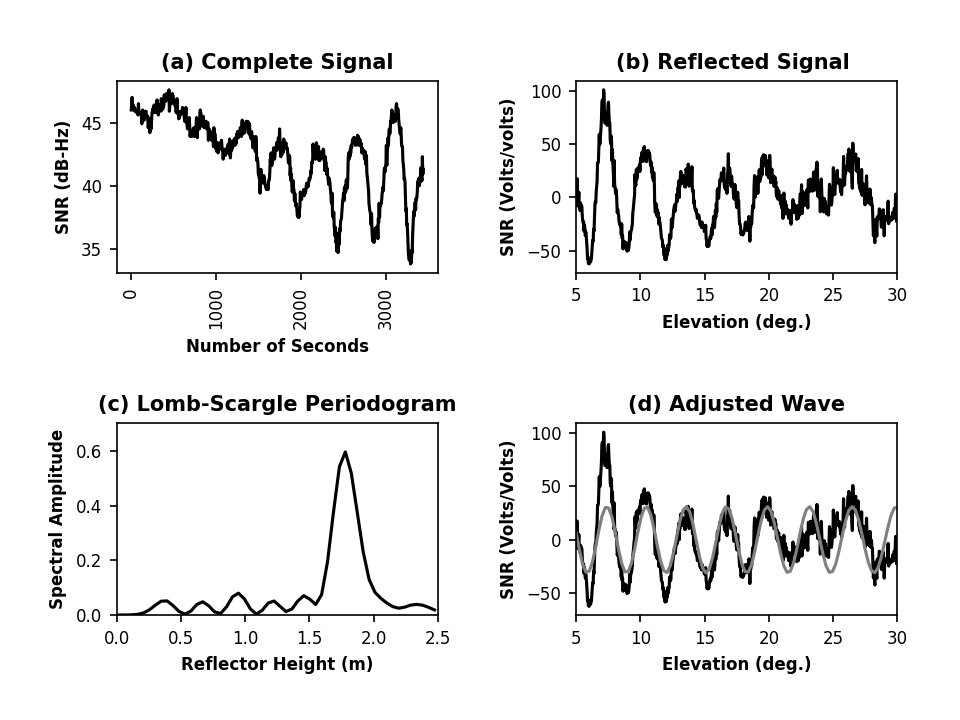 (a) Complete Signal
SNR (dB-Hz)
45
40
35
0
1000
2000
3000
Number of Seconds
(b) Reflected Signal
SNR (Volts/volts)
100
50
0
−50
5 10 15 20 25 30
Elevation (deg.)
(c) Lomb-Scargle Periodogram
Spectral Amplitude
0.6
0.4
0.2
0.0
0.0 0.5 1.0 1.5 2.0 2.5
Reflector Height (m)
(d) Adjusted Wave
SNR (Volts/Volts)
100
50
0
−50
5 10 15 20 25 30
Elevation (deg.)